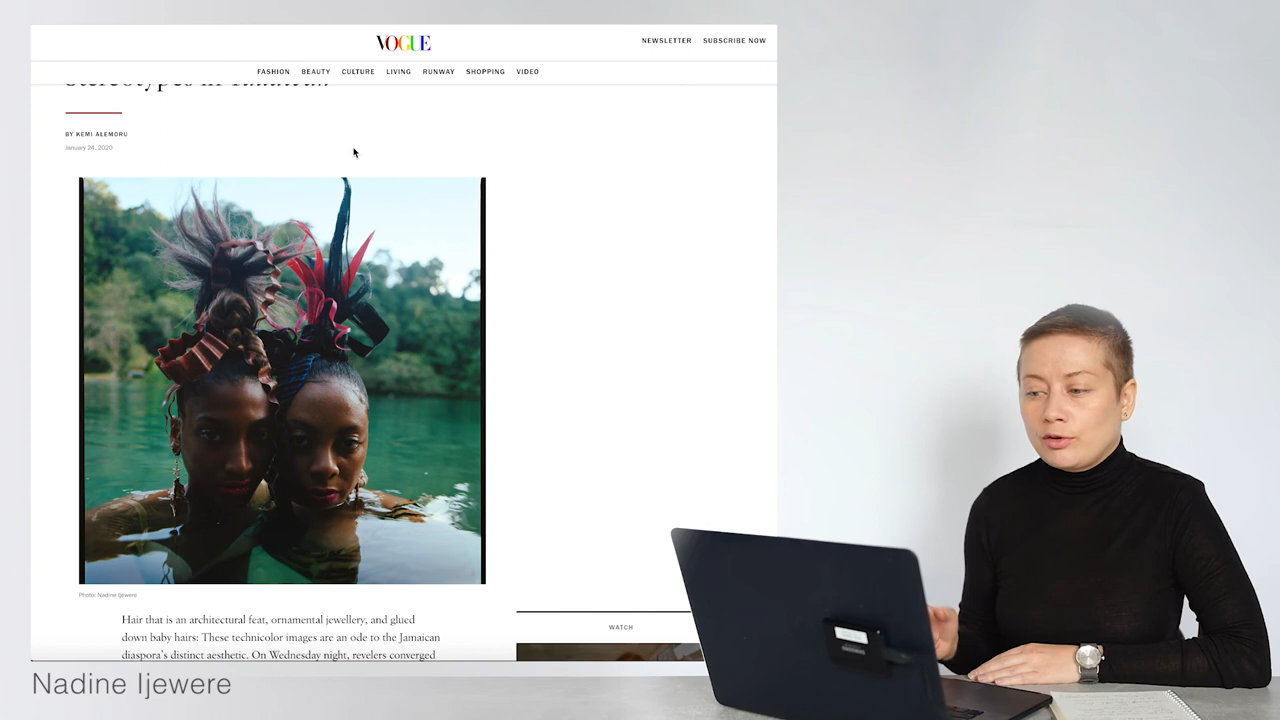 VOGUE
NEWSLETTER SUBSCRIBE NOW
FASHION BEAUTY CULTURE LIVING RUNWAY SHOPPING VIDEO
Stereotypes in
BY KEMI ALEMORU
January 24, 2020
Photo: Nadine Ijewere
Hair that is an architectural feat, ornamental jewellery, and glued
down baby hairs: These technicolor images are an ode to the Jamaican
diaspora's distinct aesthetic. On Wednesday night, revelers converged
WATCH
Nadine Ijewere